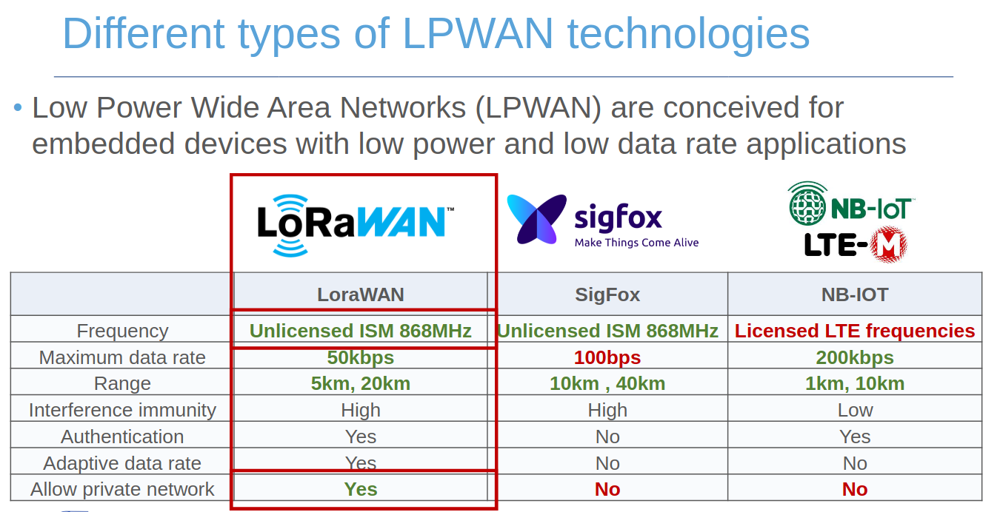 Different types of LPWAN technologies
• Low Power Wide Area Networks (LPWAN) are conceived for
embedded devices with low power and low data rate applications
LoRaWAN™
sigfox
Make Things Come Alive
NB-IoT™
LTE-M
LoraWAN SigFox NB-IOT
Frequency Unlicensed ISM 868MHz Unlicensed ISM 868MHz Licensed LTE frequencies
Maximum data rate 50kbps 100bps 200kbps
Range 5km, 20km 10km , 40km 1km, 10km
Interference immunity High High Low
Authentication Yes No Yes
Adaptive data rate Yes No No
Allow private network Yes No No